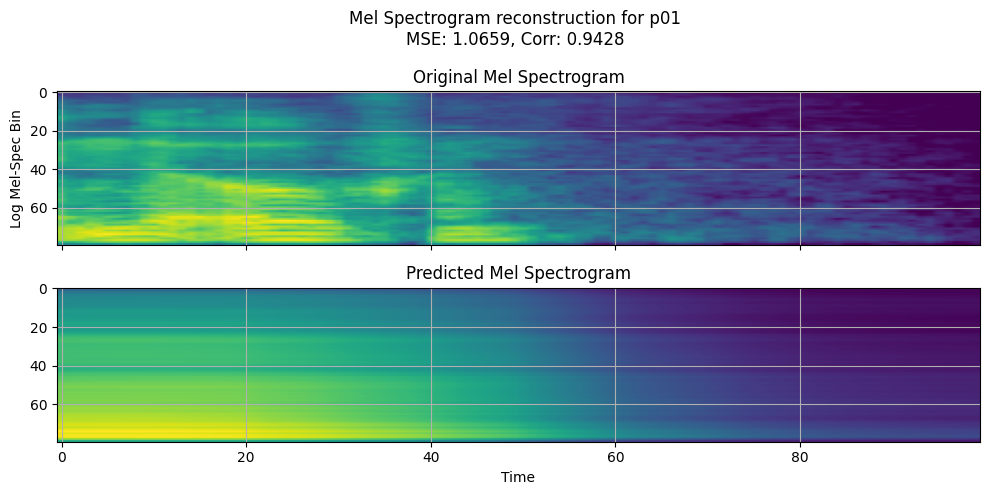 Mel Spectrogram reconstruction for p01
MSE: 1.0659, Corr: 0.9428
Original Mel Spectrogram
0
20
40
60
Log Mel-Spec Bin
Predicted Mel Spectrogram
0
20
40
60
0 20 40 60 80
Time